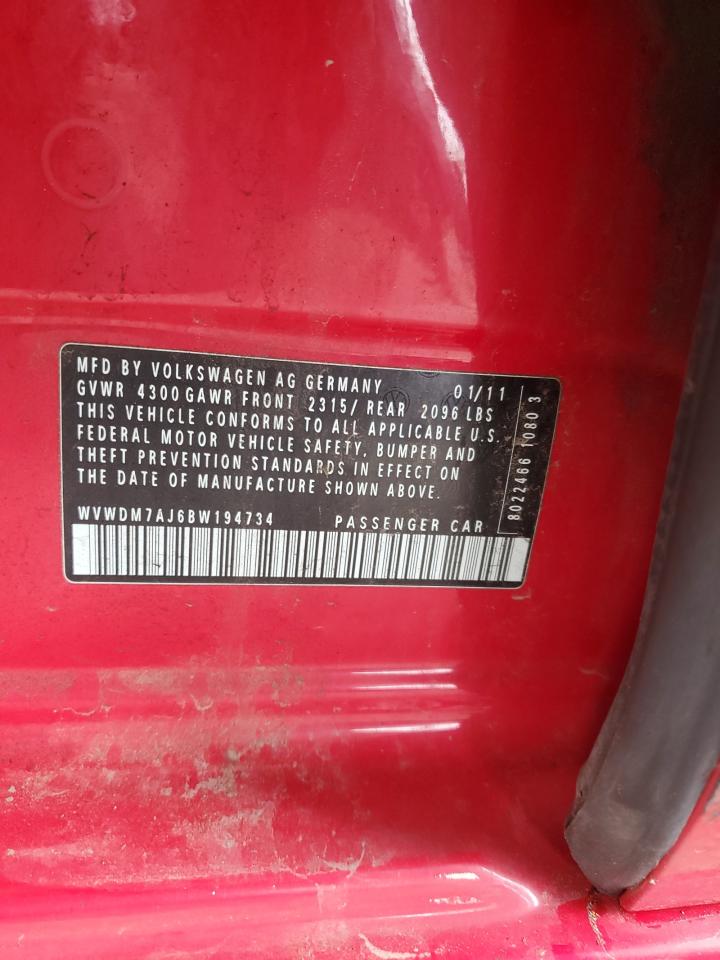 MFD BY VOLKSWAGEN AG GERMANY 01/11
GVWR 4300 GAWR FRONT 2315/ REAR 2096 LBS
THIS VEHICLE CONFORMS TO ALL APPLICABLE U.S.
FEDERAL MOTOR VEHICLE SAFETY, BUMPER AND
THEFT PREVENTION STANDARDS IN EFFECT ON
THE DATE OF MANUFACTURE SHOWN ABOVE.
WVWDM7AJ6BW194734 PASSENGER CAR
8022466 1080 3